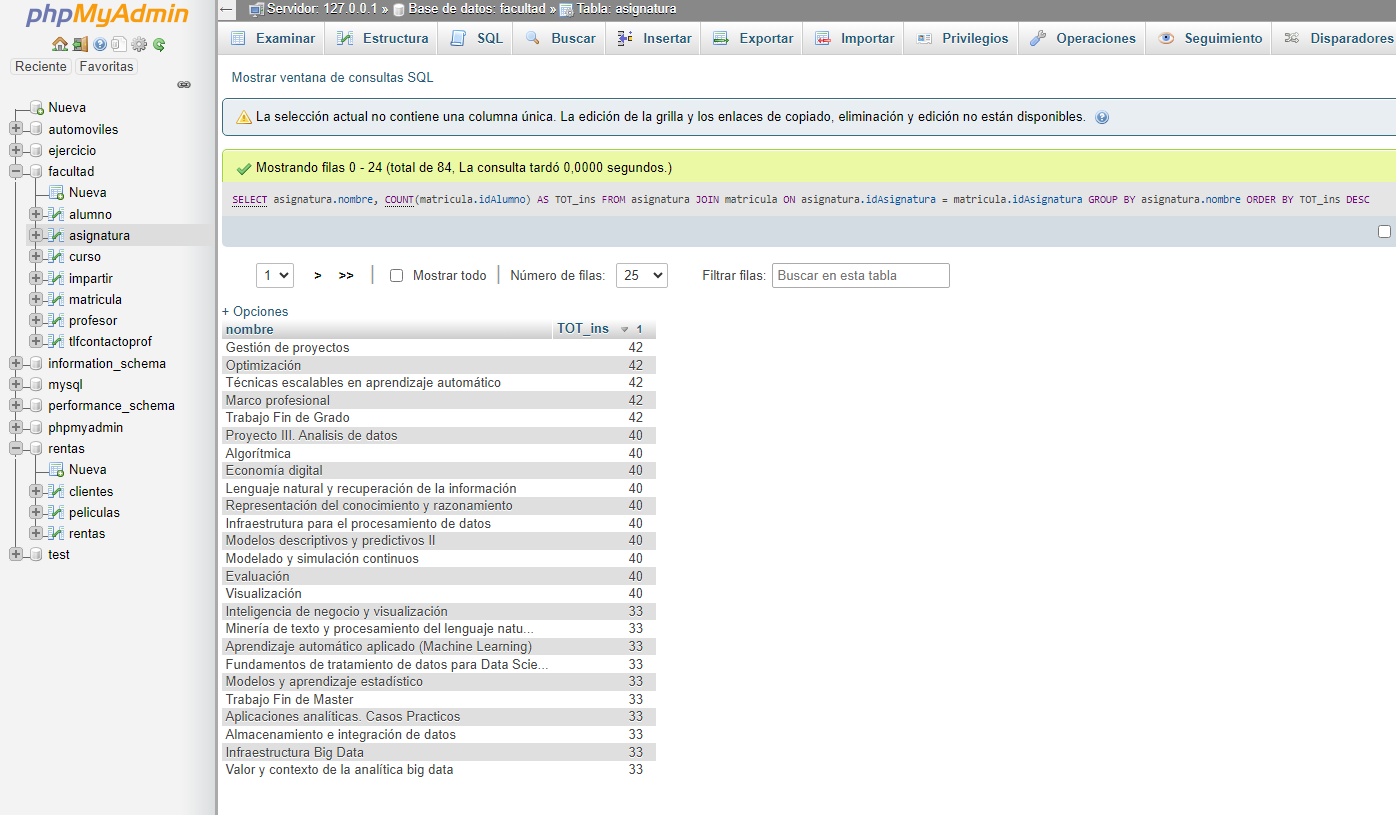 phpMyAdmin
Reciente Favoritas
Nueva
automoviles
ejercicio
facultad
Nueva
alumno
asignatura
curso
impartir
matricula
profesor
tlfcontactoprof
information_schema
mysql
performance_schema
phpmyadmin
rentas
Nueva
clientes
peliculas
rentas
test
← Servidor: 127.0.0.1 » Base de datos: facultad » Tabla: asignatura
Examinar Estructura SQL Buscar Insertar Exportar Importar Privilegios Operaciones Seguimiento Disparadores
Mostrar ventana de consultas SQL
La selección actual no contiene una columna única. La edición de la grilla y los enlaces de copiado, eliminación y edición no están disponibles.
Mostrando filas 0 - 24 (total de 84, La consulta tardó 0,0000 segundos.)
SELECT asignatura.nombre, COUNT(matricula.idAlumno) AS TOT_ins FROM asignatura JOIN matricula ON asignatura.idAsignatura = matricula.idAsignatura GROUP BY asignatura.nombre ORDER BY TOT_ins DESC
1 > >> | Mostrar todo | Número de filas: 25 Filtrar filas: Buscar en esta tabla
+ Opciones
nombre TOT_ins 1
Gestión de proyectos 42
Optimización 42
Técnicas escalables en aprendizaje automático 42
Marco profesional 42
Trabajo Fin de Grado 42
Proyecto III. Analisis de datos 40
Algorítmica 40
Economía digital 40
Lenguaje natural y recuperación de la información 40
Representación del conocimiento y razonamiento 40
Infraestrutura para el procesamiento de datos 40
Modelos descriptivos y predictivos II 40
Modelado y simulación continuos 40
Evaluación 40
Visualización 40
Inteligencia de negocio y visualización 33
Minería de texto y procesamiento del lenguaje natu... 33
Aprendizaje automático aplicado (Machine Learning) 33
Fundamentos de tratamiento de datos para Data Scie... 33
Modelos y aprendizaje estadístico 33
Trabajo Fin de Master 33
Aplicaciones analíticas. Casos Practicos 33
Almacenamiento e integración de datos 33
Infraestructura Big Data 33
Valor y contexto de la analítica big data 33